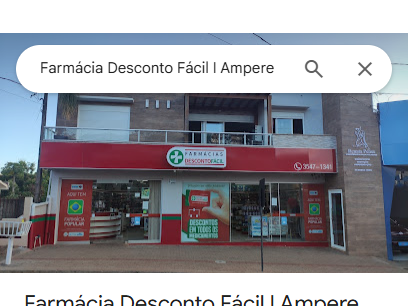 Farmácia Desconto Fácil I Ampere
FARMÁCIAS
DESCONTOFÁCIL
3547-1341
AQUI TEM
FARMÁCIA
POPULAR
DESCONTOS
EM TODOS OS
Farmácia Desconto Fácil I Ampere